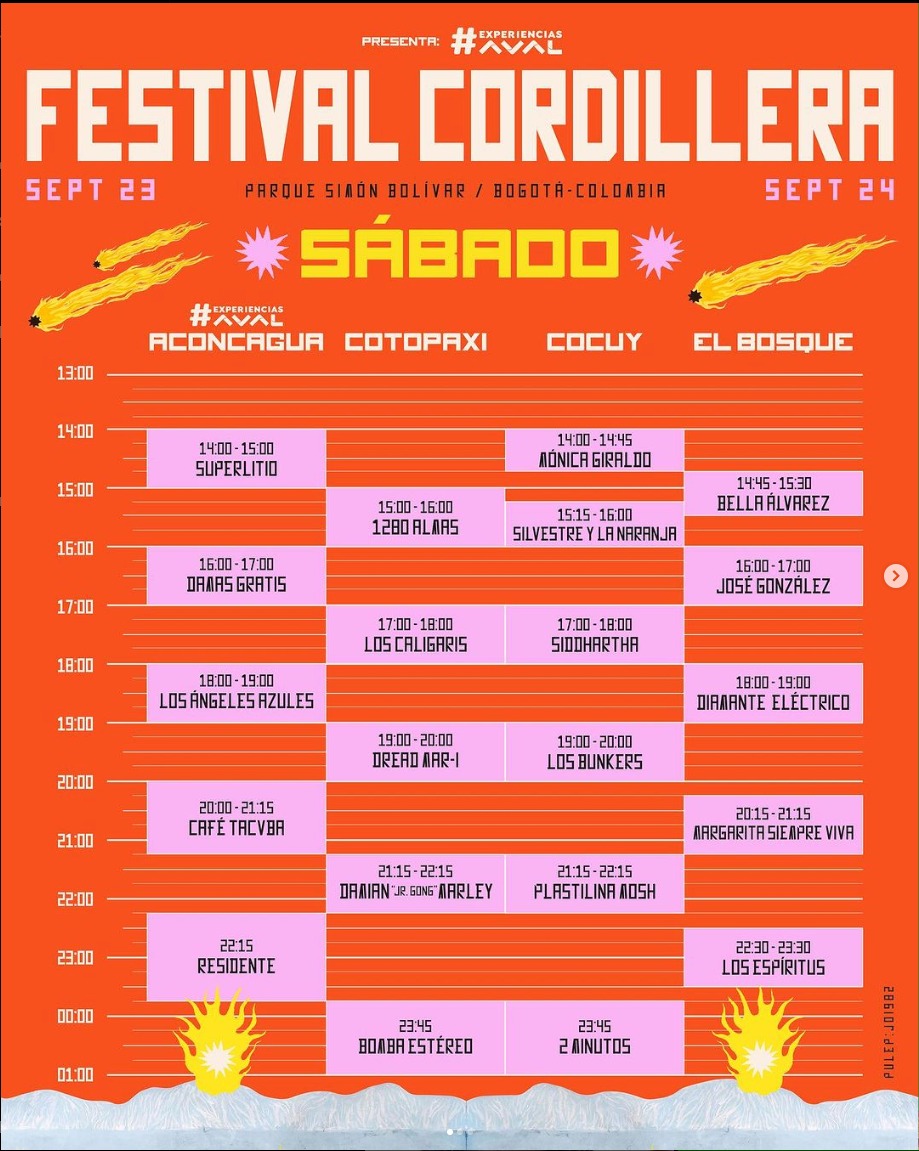 PRESENTA: #EXPERIENCIAS AVAL
FESTIVAL CORDILLERA
SEPT 23 PARQUE SIMÓN BOLÍVAR / BOGOTÁ-COLOMBIA SEPT 24
SÁBADO
#EXPERIENCIAS AVAL
ACONCAGUA COTOPAXI COCUY EL BOSQUE
13:00
14:00
14:00 - 15:00
SUPERLITIO
14:00 - 14:45
MÓNICA GIRALDO
14:45 - 15:30
BELLA ÁLVAREZ
15:00
15:00 - 16:00
1280 ALMAS
15:15 - 16:00
SILVESTRE Y LA NARANJA
16:00
16:00 - 17:00
DAMAS GRATIS
16:00 - 17:00
JOSÉ GONZÁLEZ
17:00
17:00 - 18:00
LOS CALIGARIS
17:00 - 18:00
SIDDHARTHA
18:00
18:00 - 19:00
LOS ÁNGELES AZULES
18:00 - 19:00
DIAMANTE ELÉCTRICO
19:00
19:00 - 20:00
DREAD MAR-I
19:00 - 20:00
LOS BUNKERS
20:00
20:00 - 21:15
CAFÉ TACVBA
20:15 - 21:15
MARGARITA SIEMPRE VIVA
21:00
21:15 - 22:15
DAMIAN "JR. GONG" MARLEY
21:15 - 22:15
PLASTILINA MOSH
22:00
22:15
RESIDENTE
22:30 - 23:30
LOS ESPÍRITUS
23:00
00:00
23:45
BOMBA ESTÉREO
23:45
2 MINUTOS
01:00
PULEP:JDI982